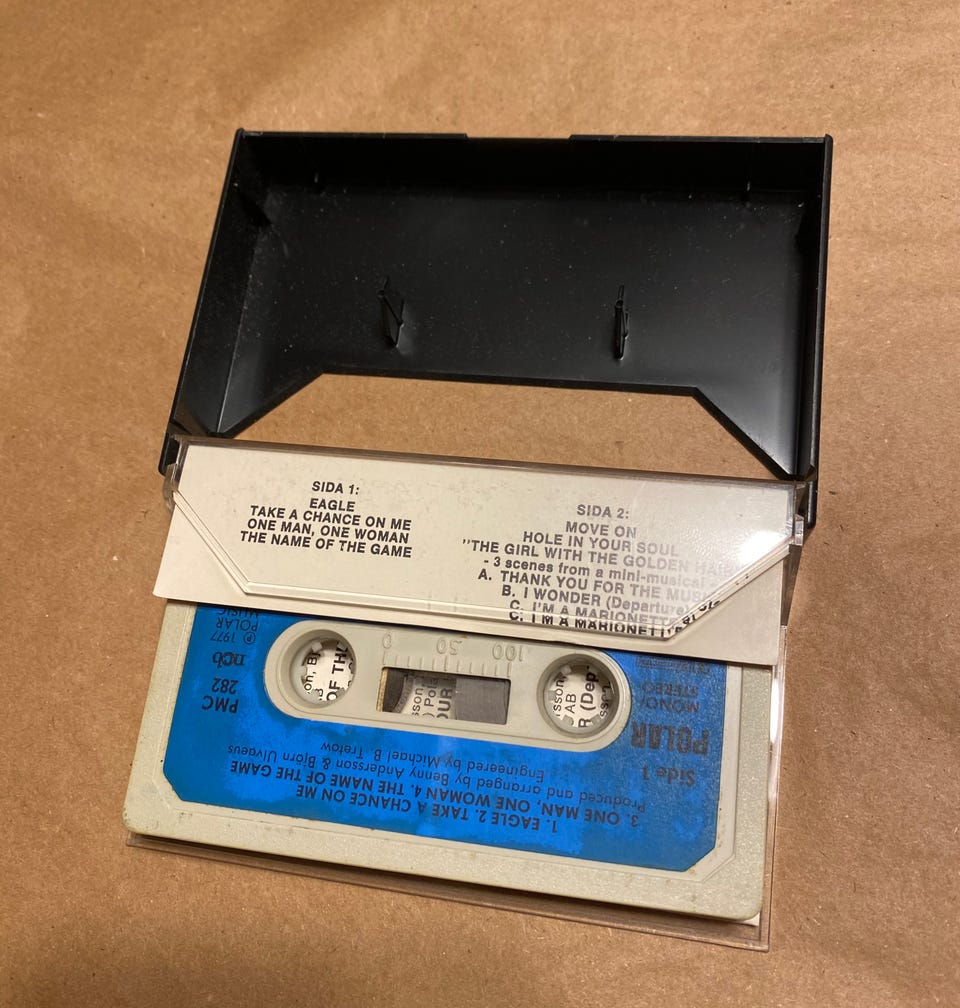 SIDA 1:
EAGLE
TAKE A CHANCE ON ME
ONE MAN, ONE WOMAN
THE NAME OF THE GAME
SIDA 2:
MOVE ON
HOLE IN YOUR SOUL
"THE GIRL WITH THE GOLDEN HAIR
- 3 scenes from a mini-musical -
A. THANK YOU FOR THE MUSIC
B. I WONDER (Departure)
C. I'M A MARIONETTE
Side 1
POLAR
MONO/
STEREO
1. EAGLE 2. TAKE A CHANCE ON ME
3. ONE MAN, ONE WOMAN 4. THE NAME OF THE GAME
Produced and arranged by Benny Andersson & Björn Ulvaeus
Engineered by Michael B. Tretow
PMC
282
nCb
Ⓟ 1977
POLAR
MUSIC
0 50 100